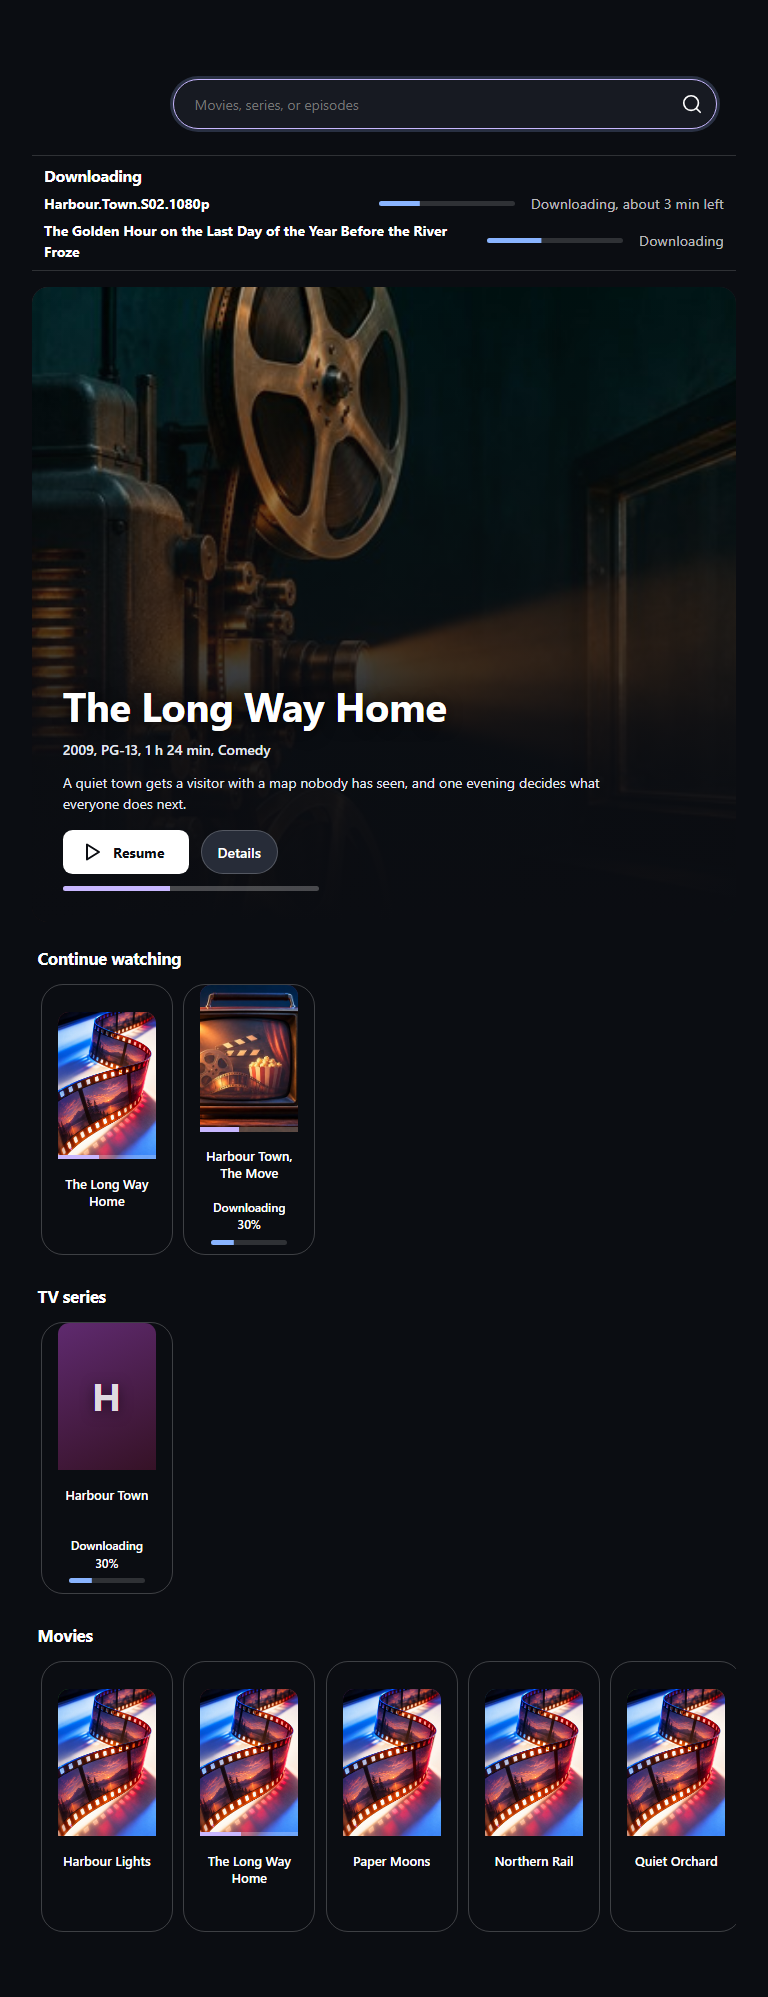 Movies, series, or episodes
Downloading
Harbour.Town.S02.1080p
Downloading, about 3 min left
The Golden Hour on the Last Day of the Year Before the River
Froze
Downloading
The Long Way Home
2009, PG-13, 1 h 24 min, Comedy
A quiet town gets a visitor with a map nobody has seen, and one evening decides what
everyone does next.
Resume
Details
Continue watching
The Long Way
Home
Harbour Town,
The Move
Downloading
30%
TV series
H
Harbour Town
Downloading
30%
Movies
Harbour Lights
The Long Way
Home
Paper Moons
Northern Rail
Quiet Orchard